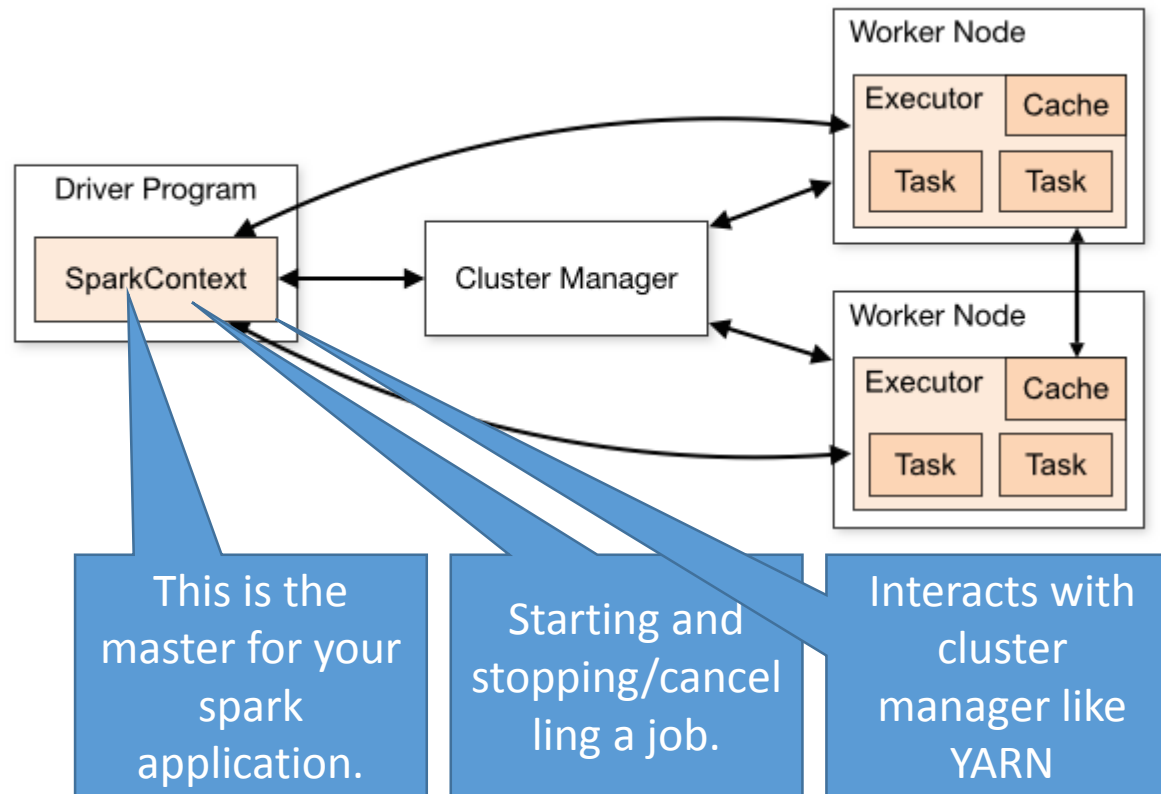 Worker Node
Executor
Cache
Task
Task
Driver Program
SparkContext
Cluster Manager
Worker Node
Executor
Cache
Task
Task
This is the
master for your
spark
application.
Starting and
stopping/cancel
ling a job.
Interacts with
cluster
manager like
YARN